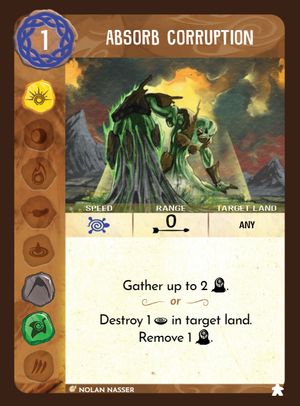 1
ABSORB CORRUPTION
SPEED RANGE TARGET LAND
0 ANY
Gather up to 2 .
or
Destroy 1 in target land.
Remove 1 .
NOLAN NASSER